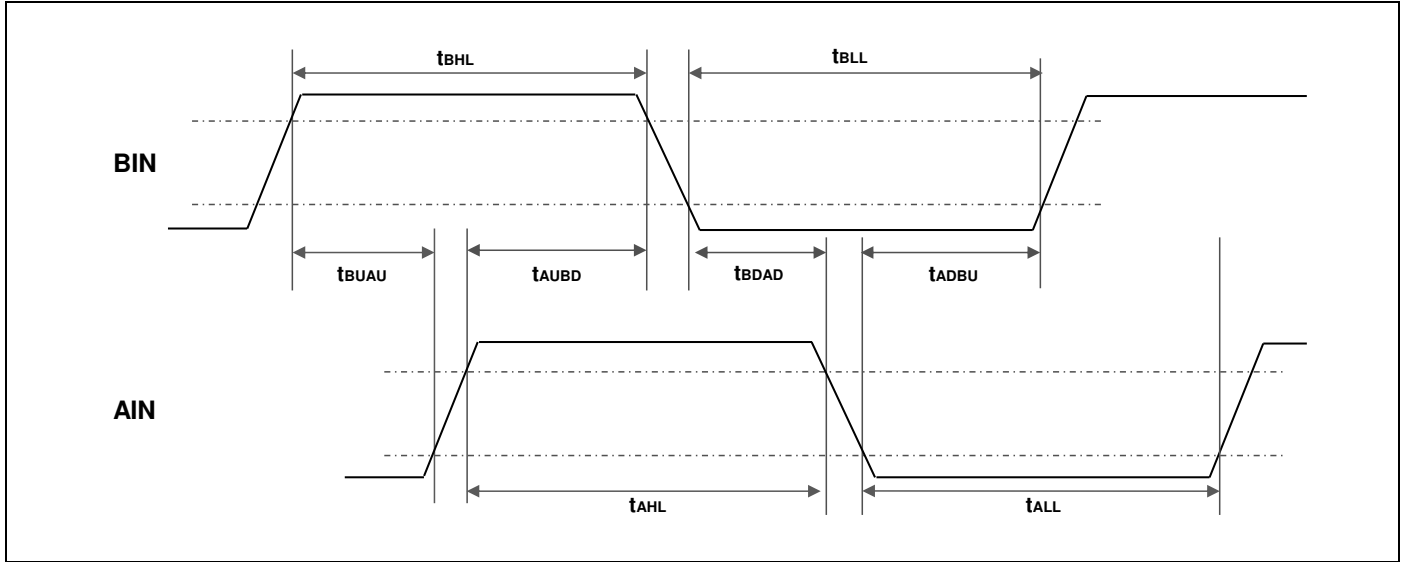 tBHL
tBLL
BIN
tBUAU
tAUBD
tBDAD
tADBU
AIN
tAHL
tALL